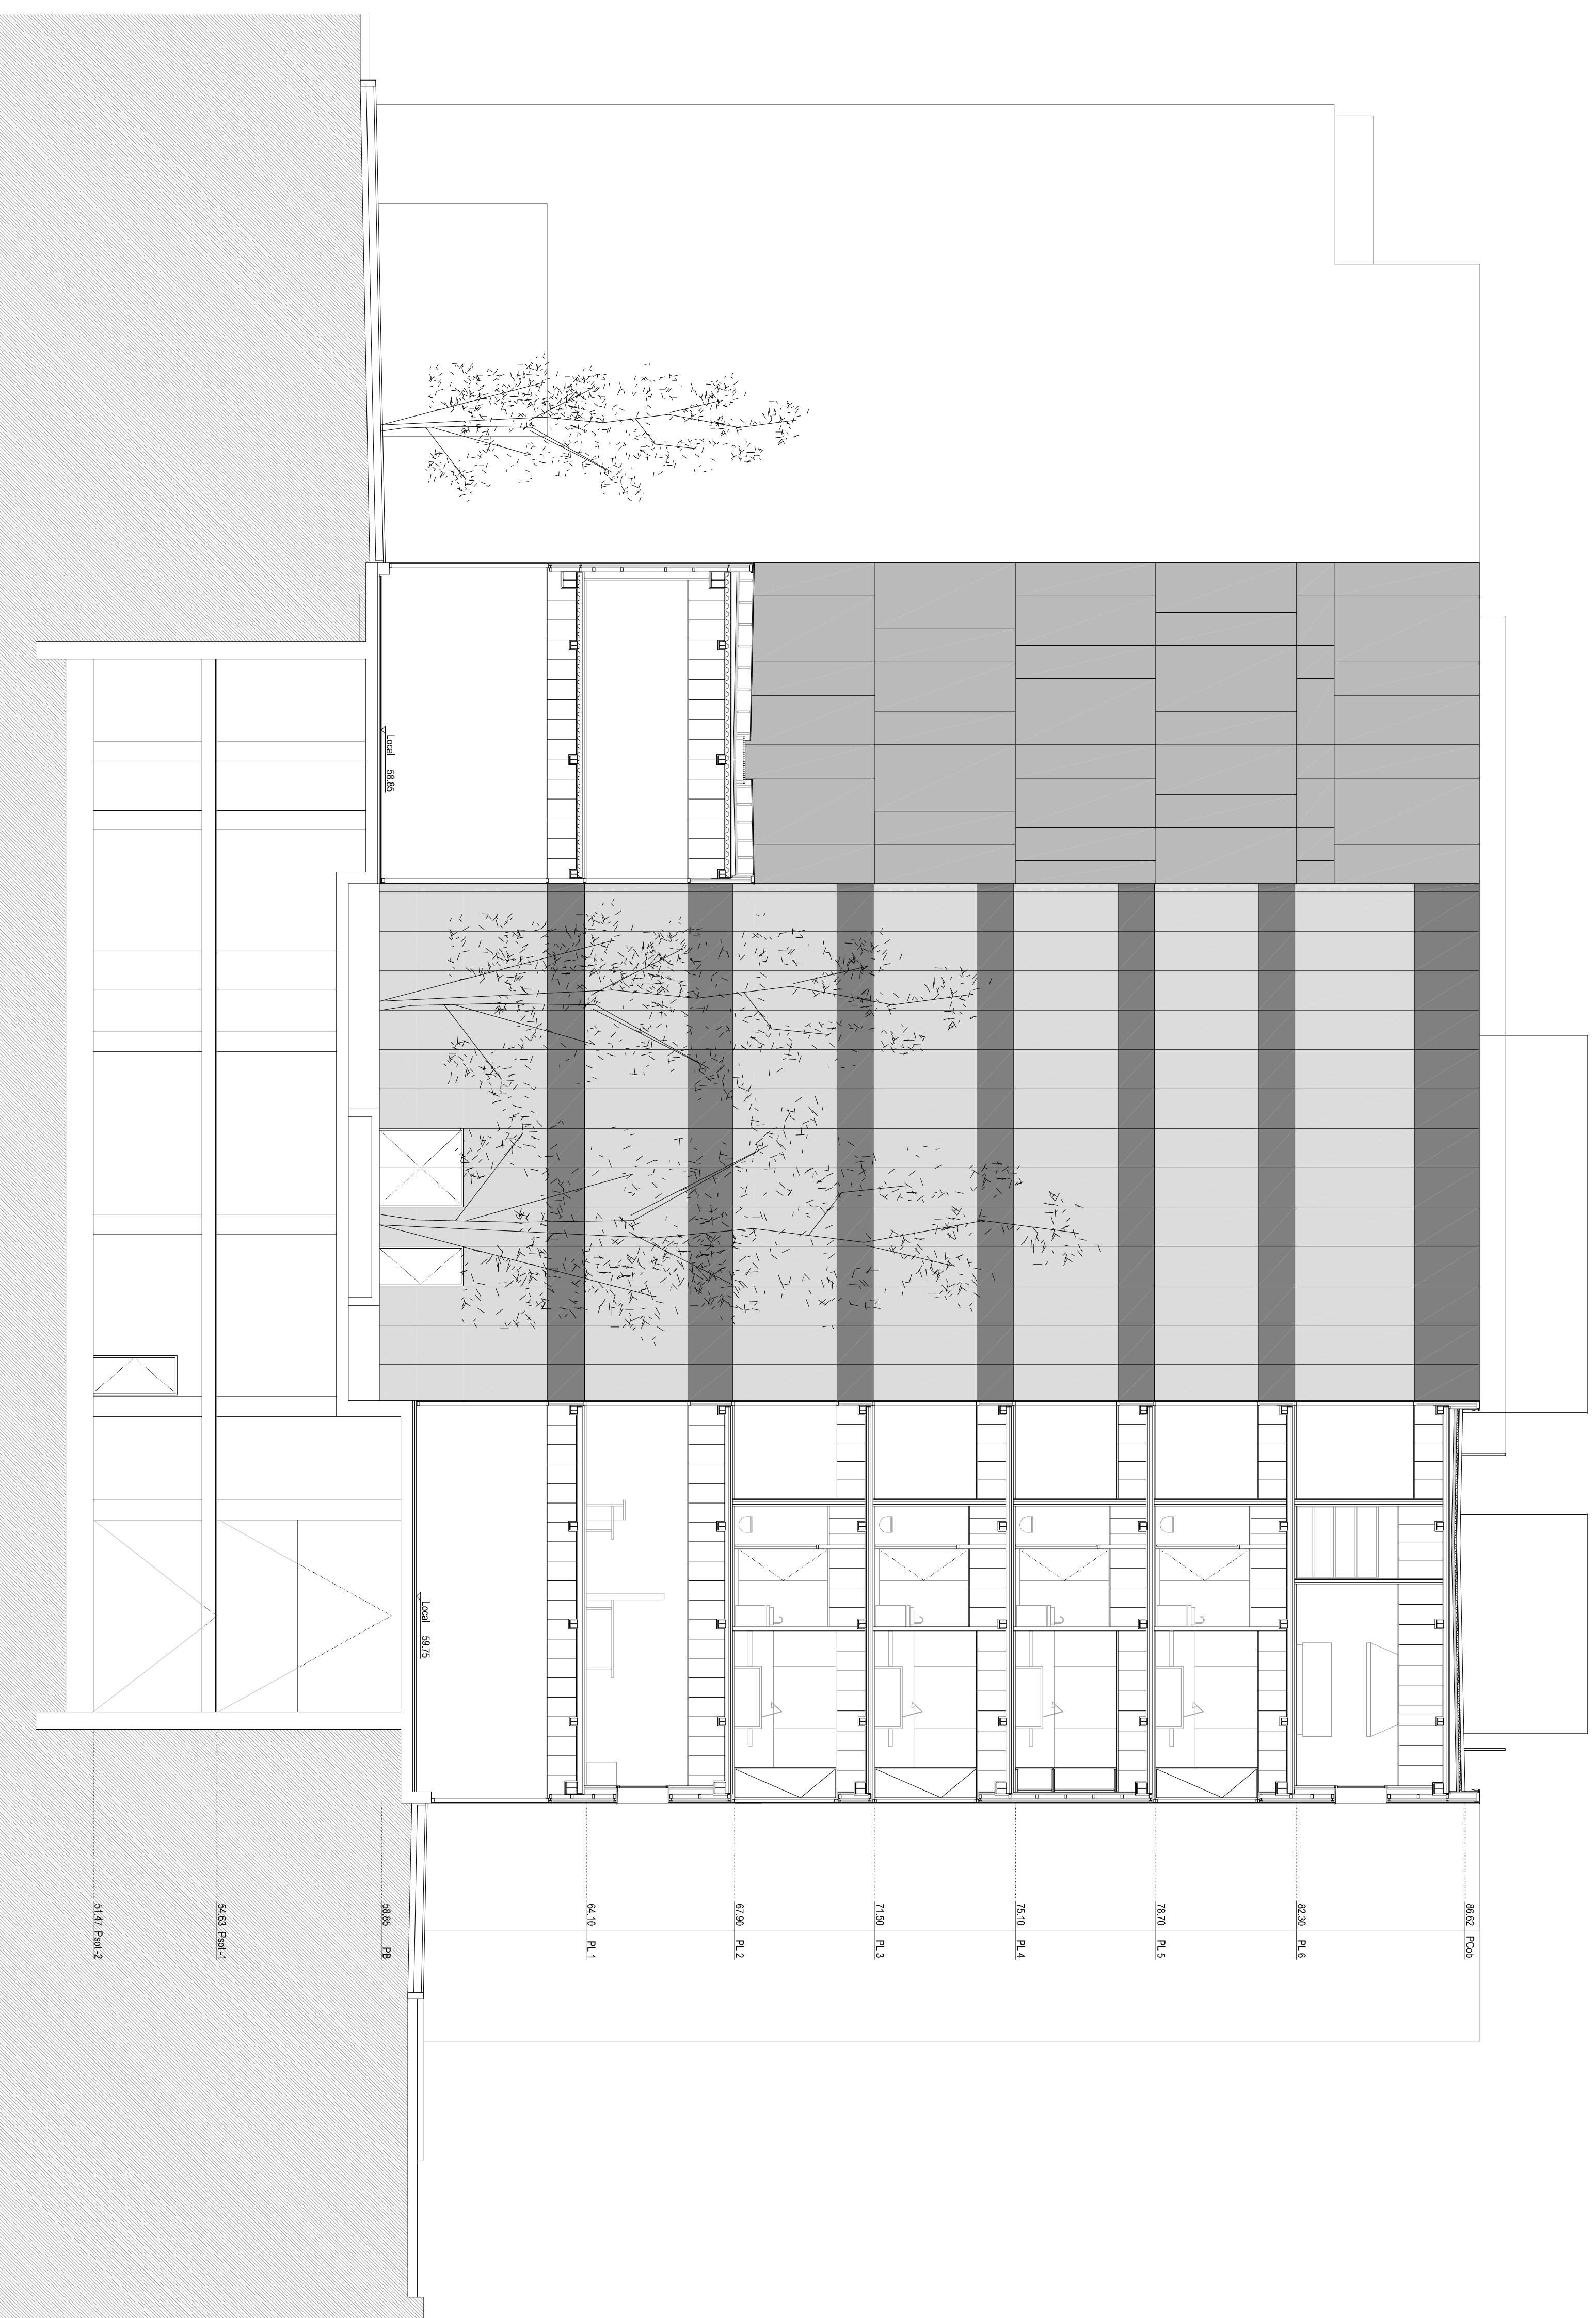 86.62 PCob
82.30 PL 6
78.70 PL 5
75.10 PL 4
71.50 PL 3
67.90 PL 2
64.10 PL 1
58.85 PB
54.63 Psot -1
51.47 Psot -2
Local 58.85
Local 59.75